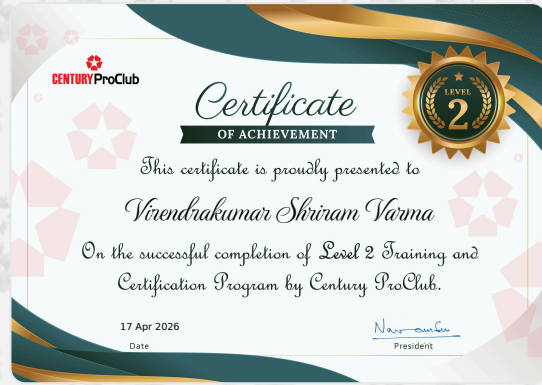 CENTURY ProClub
LEVEL
2
Certificate
OF ACHIEVEMENT
This certificate is proudly presented to
Virendrakumar Shriram Varma
On the successful completion of Level 2 Training and
Certification Program by Century ProClub.
17 Apr 2026
Date
President